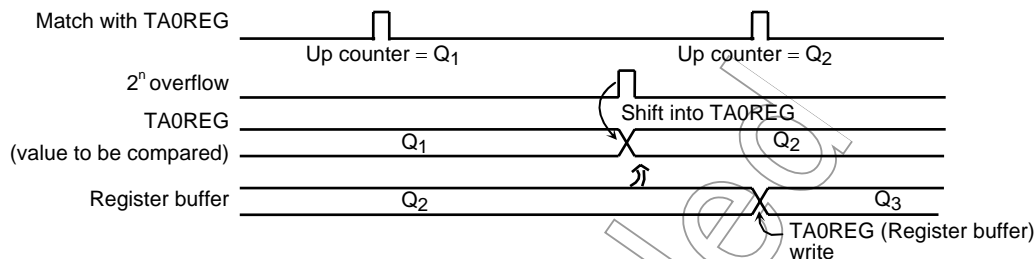 Match with TA0REG
Up counter = Q1
Up counter = Q2
2^n overflow
Shift into TA0REG
TA0REG
(value to be compared)
Q1
Q2
Register buffer
Q2
Q3
TA0REG (Register buffer)
write